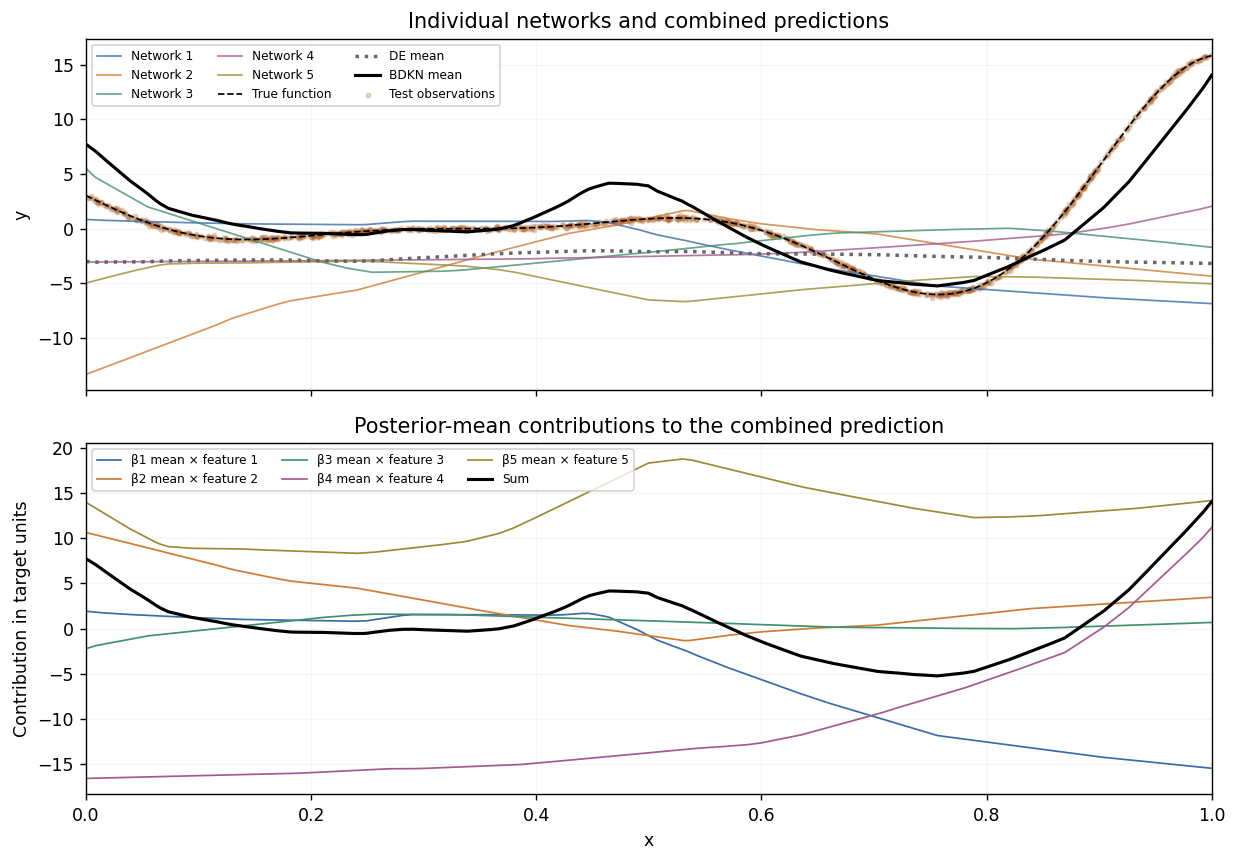 Individual networks and combined predictions
Network 1
Network 2
Network 3
Network 4
Network 5
True function
DE mean
BDKN mean
Test observations
15
10
5
0
−5
−10
y
Posterior-mean contributions to the combined prediction
β1 mean × feature 1
β2 mean × feature 2
β3 mean × feature 3
β4 mean × feature 4
β5 mean × feature 5
Sum
20
15
10
5
0
−5
−10
−15
Contribution in target units
0.0 0.2 0.4 0.6 0.8 1.0
x